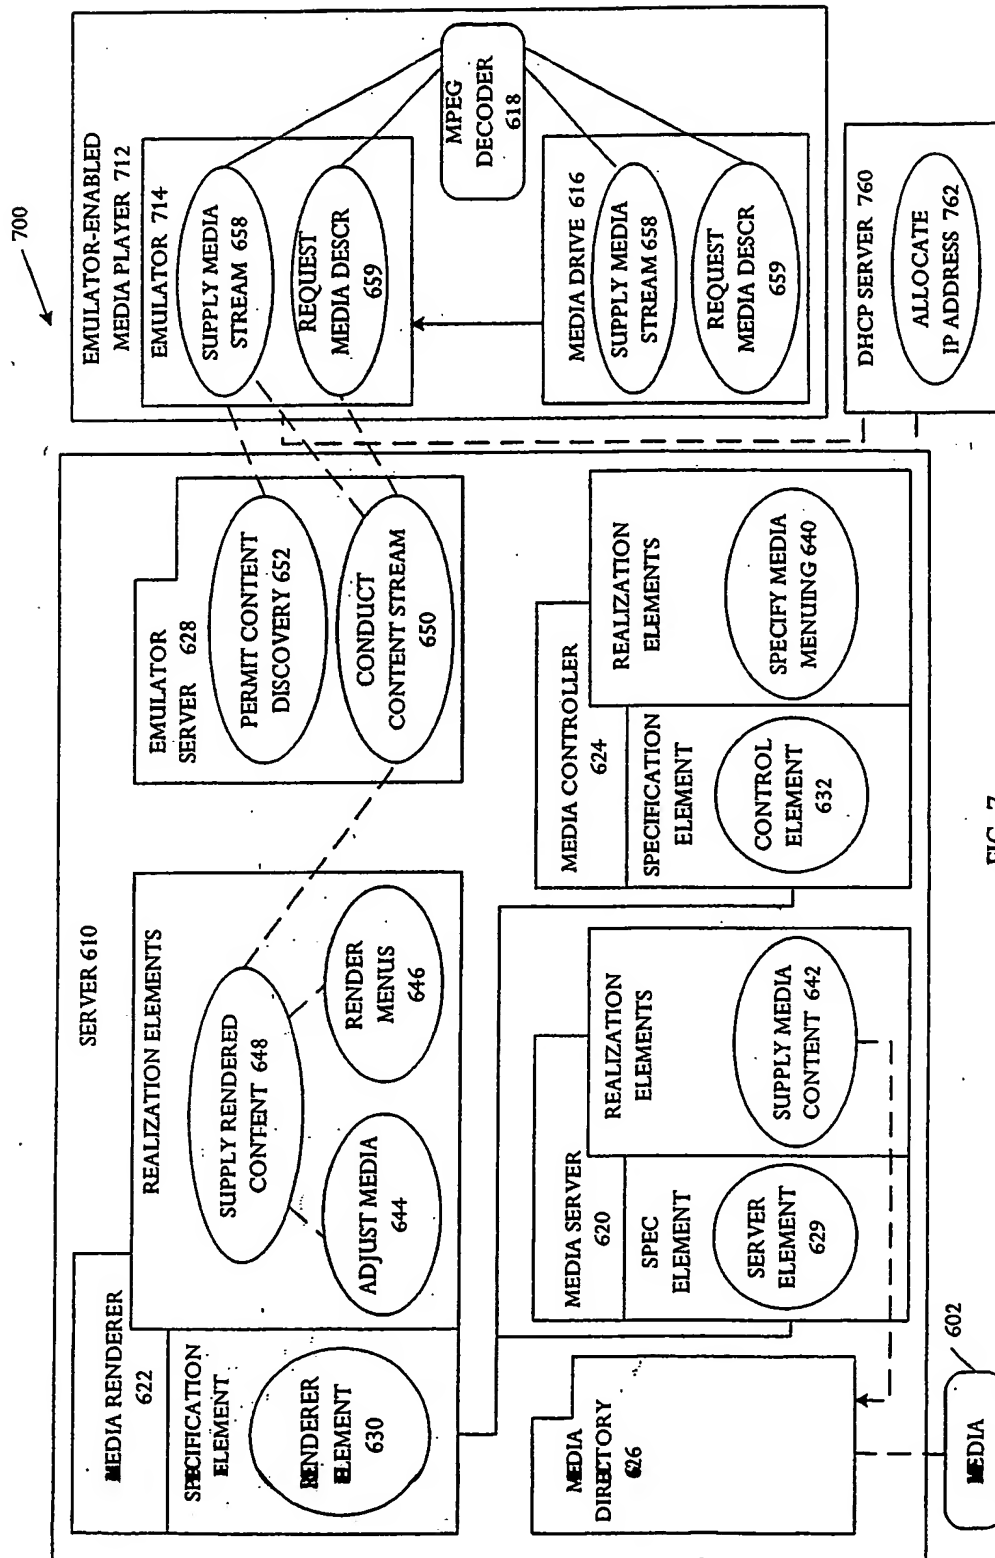 700
SERVER 610
MEDIA RENDERER
622
SPECIFICATION
ELEMENT
RENDERER
ELEMENT
630
REALIZATION ELEMENTS
SUPPLY RENDERED
CONTENT 648
ADJUST MEDIA
644
RENDER
MENUS
646
EMULATOR
SERVER 628
PERMIT CONTENT
DISCOVERY 652
CONDUCT
CONTENT STREAM
650
EMULATOR-ENABLED
MEDIA PLAYER 712
EMULATOR 714
SUPPLY MEDIA
STREAM 658
REQUEST
MEDIA DESCR
659
MPEG
DECODER
618
MEDIA DRIVE 616
SUPPLY MEDIA
STREAM 658
REQUEST
MEDIA DESCR
659
MEDIA
DIRECTORY
626
MEDIA SERVER
620
SPEC
ELEMENT
SERVER
ELEMENT
629
REALIZATION
ELEMENTS
SUPPLY MEDIA
CONTENT 642
MEDIA CONTROLLER
624
SPECIFICATION
ELEMENT
CONTROL
ELEMENT
632
REALIZATION
ELEMENTS
SPECIFY MEDIA
MENUING 640
DHCP SERVER 760
ALLOCATE
IP ADDRESS 762
MEDIA
602
FIG. 7